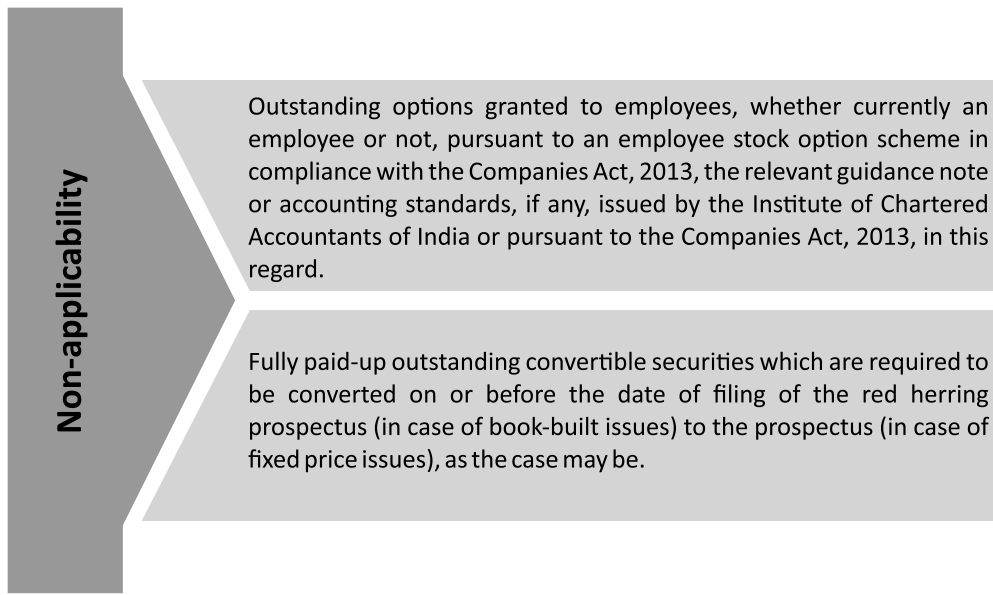 Non-applicability
Outstanding options granted to employees, whether currently an
employee or not, pursuant to an employee stock option scheme in
compliance with the Companies Act, 2013, the relevant guidance note
or accounting standards, if any, issued by the Institute of Chartered
Accountants of India or pursuant to the Companies Act, 2013, in this
regard.
Fully paid-up outstanding convertible securities which are required to
be converted on or before the date of filing of the red herring
prospectus (in case of book-built issues) to the prospectus (in case of
fixed price issues), as the case may be.